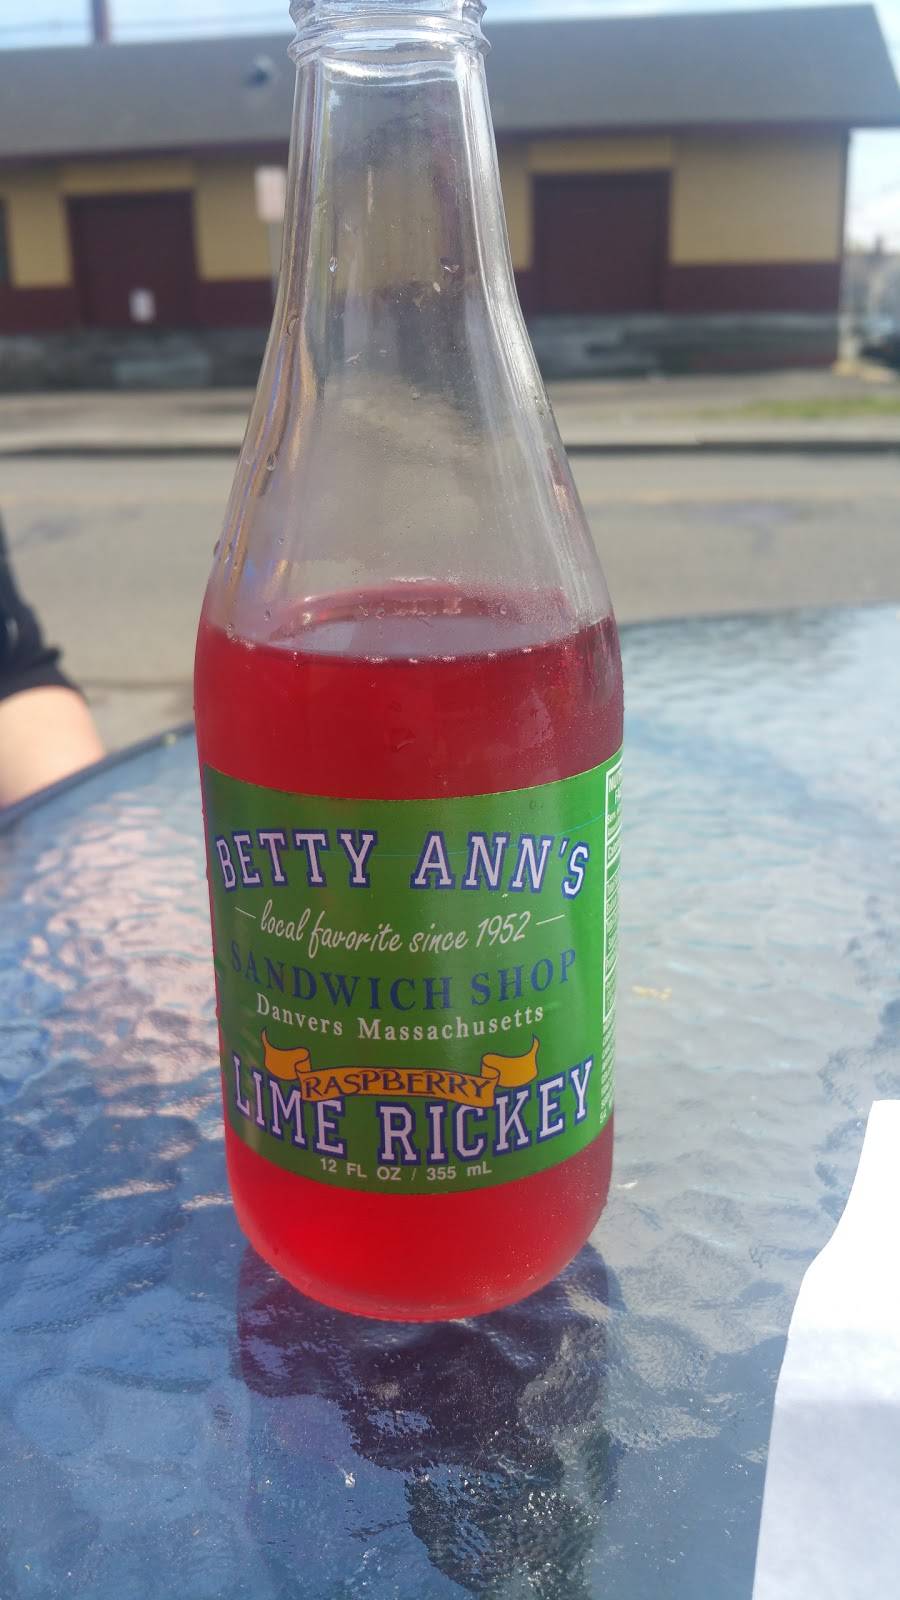 BETTY ANN'S
local favorite since 1952
SANDWICH SHOP
Danvers Massachusetts
RASPBERRY
LIME RICKEY
12 FL OZ / 355 mL